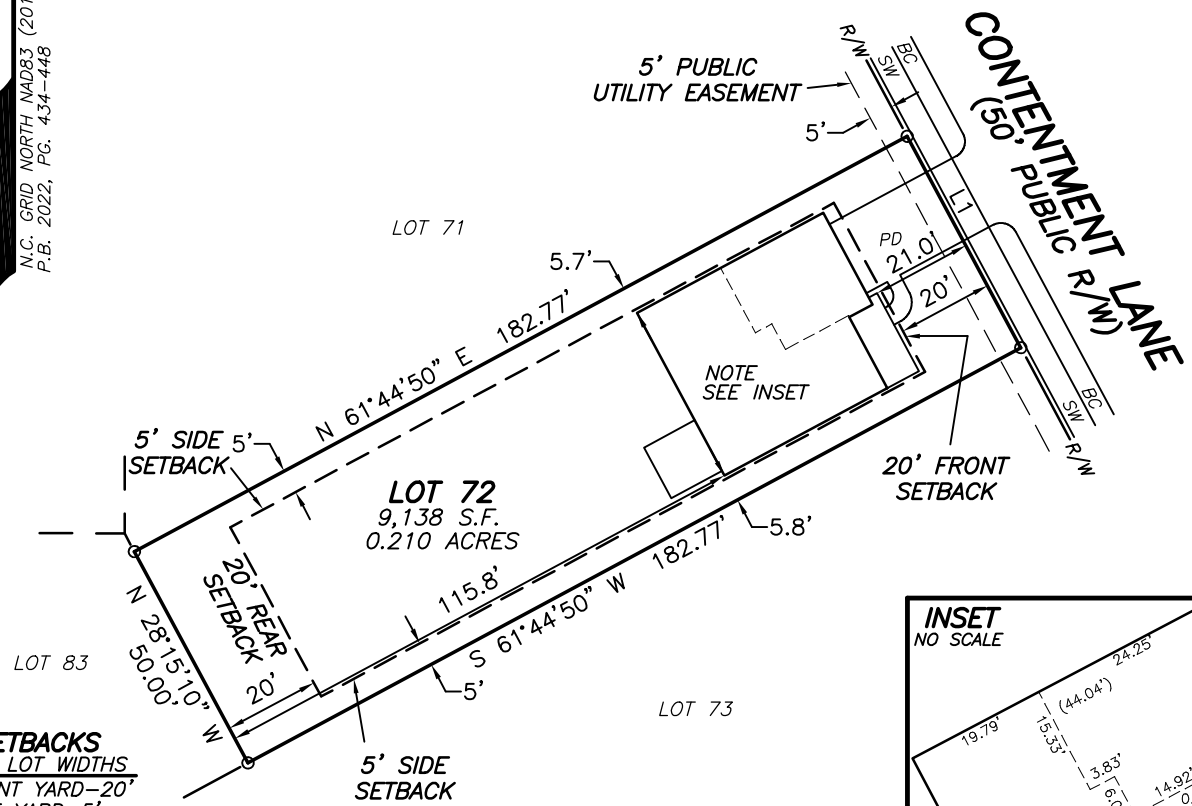 N.C. GRID NORTH NAD83 (201
P.B. 2022, PG. 434-448
5' PUBLIC
UTILITY EASEMENT
R/W
SW
BC
CONTENTMENT LANE
(50' PUBLIC R/W)
5'
L1
LOT 71
PD
21.0'
20'
5.7'
N 61°44'50" E 182.77'
NOTE
SEE INSET
5' SIDE
SETBACK
5'
BC
SW
R/W
20' FRONT
SETBACK
LOT 72
9,138 S.F.
0.210 ACRES
5.8'
115.8'
S 61°44'50" W 182.77'
20' REAR
SETBACK
N 28°15'10" W
50.00'
LOT 83
20'
5'
LOT 73
5' SIDE
SETBACK
ETBACKS
LOT WIDTHS
NT YARD-20'
YARD-5'
INSET
NO SCALE
24.25'
(44.04')
19.79'
15.33'
3.83'
14.92'